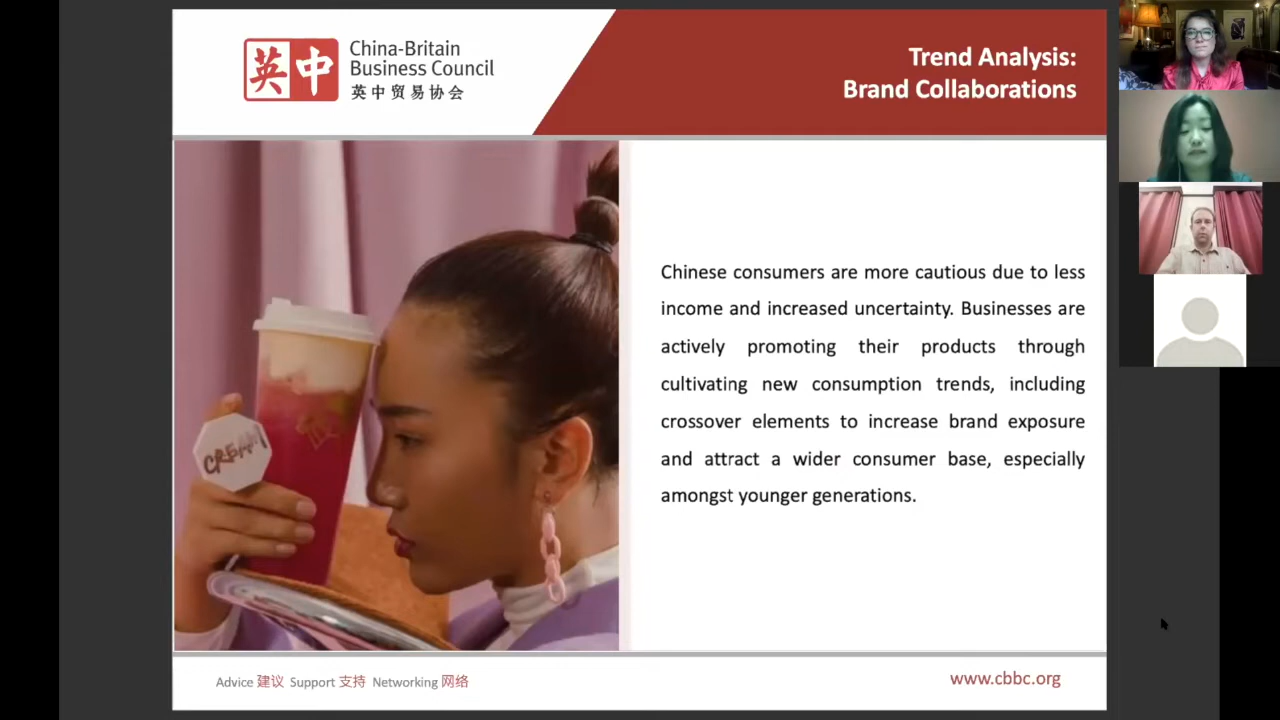 英中
China-Britain
Business Council
英中贸易协会
Trend Analysis:
Brand Collaborations
CREAM
Chinese consumers are more cautious due to less
income and increased uncertainty. Businesses are
actively promoting their products through
cultivating new consumption trends, including
crossover elements to increase brand exposure
and attract a wider consumer base, especially
amongst younger generations.
Advice 建议 Support 支持 Networking 网络
www.cbbc.org